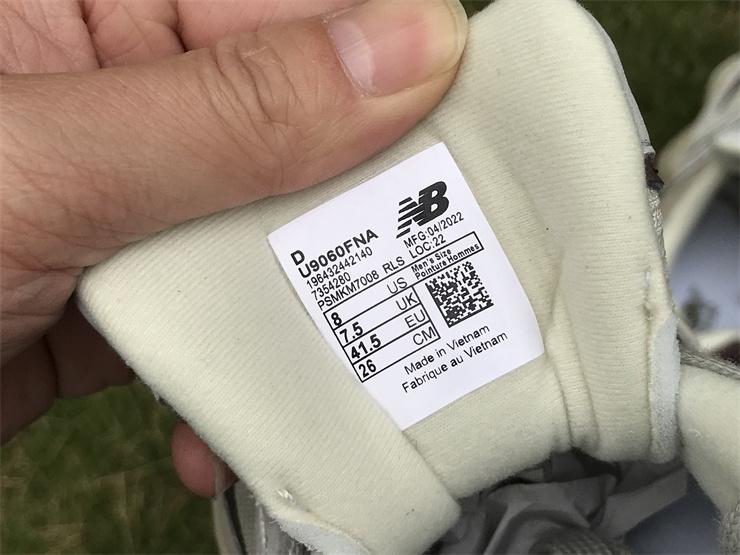 NB
D
U9060FNA
196432442140
7354280
PSMKM7008 RLS
MFG:04/2022
LOC:22
8 US
7.5 UK
41.5 EU
26 CM
Men's Size
Pointure Hommes
Made in Vietnam
Fabrique au Vietnam